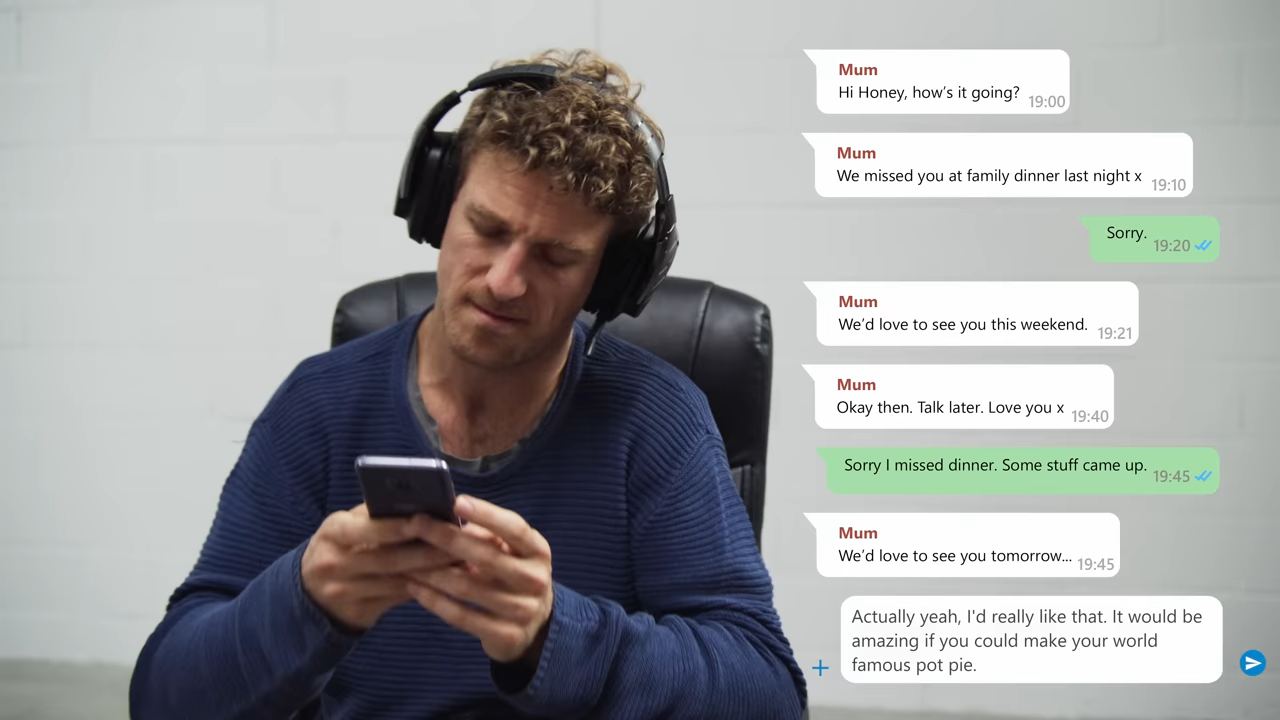 Mum
Hi Honey, how’s it going?
19:00
Mum
We missed you at family dinner last night x
19:10
Sorry.
19:20
Mum
We’d love to see you this weekend.
19:21
Mum
Okay then. Talk later. Love you x
19:40
Sorry I missed dinner. Some stuff came up.
19:45
Mum
We’d love to see you tomorrow...
19:45
Actually yeah, I'd really like that. It would be
amazing if you could make your world
famous pot pie.